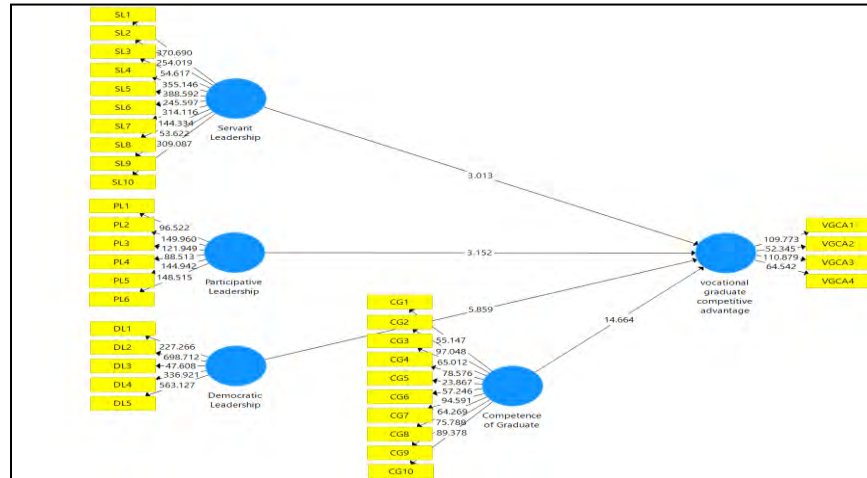 SL1
SL2
SL3
SL4
SL5
SL6
SL7
SL8
SL9
SL10
370.690
254.019
54.617
355.146
388.592
245.597
314.116
144.334
53.622
309.087
Servant
Leadership
3.013
PL1
PL2
PL3
PL4
PL5
PL6
96.522
149.960
121.949
88.513
144.942
148.515
Participative
Leadership
3.152
DL1
DL2
DL3
DL4
DL5
227.266
698.712
47.608
336.921
563.127
Democratic
Leadership
5.859
CG1
CG2
CG3
CG4
CG5
CG6
CG7
CG8
CG9
CG10
55.147
97.048
65.012
78.576
23.867
57.246
94.591
64.269
75.788
89.378
Competence
of Graduate
14.664
vocational
graduate
competitive
advantage
109.773
52.345
110.879
64.542
VGCA1
VGCA2
VGCA3
VGCA4